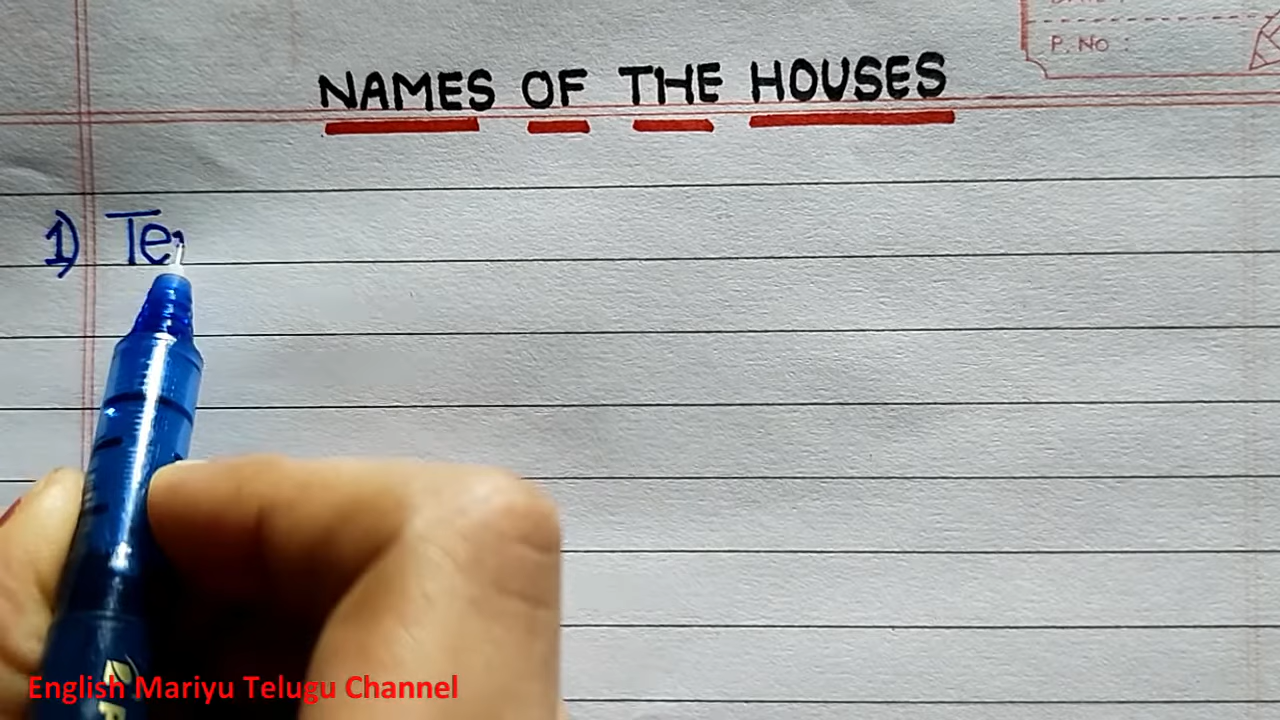 P. No :
NAMES OF THE HOUSES
1) Te
English Mariyu Telugu Channel